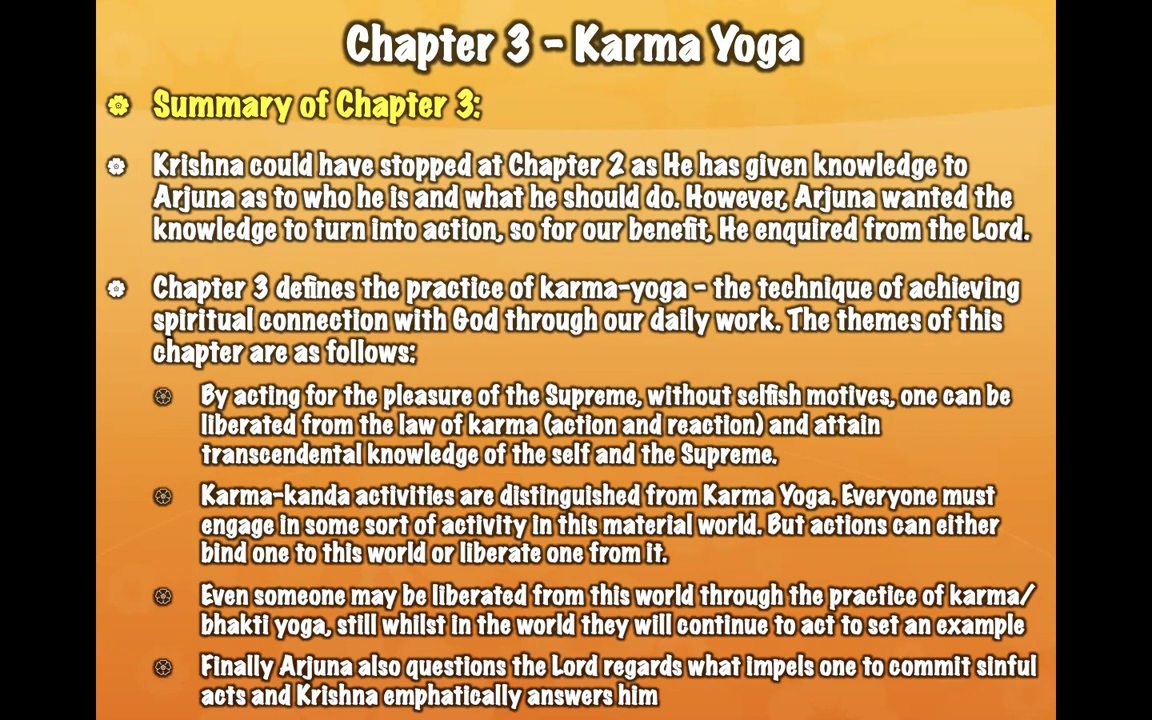 Chapter 3 - Karma Yoga
Summary of Chapter 3:
Krishna could have stopped at Chapter 2 as He has given knowledge to
Arjuna as to who he is and what he should do. However, Arjuna wanted the
knowledge to turn into action, so for our benefit, He enquired from the Lord.
Chapter 3 defines the practice of karma-yoga - the technique of achieving
spiritual connection with God through our daily work. The themes of this
chapter are as follows:
By acting for the pleasure of the Supreme, without selfish motives, one can be
liberated from the law of karma (action and reaction) and attain
transcendental knowledge of the self and the Supreme.
Karma-kanda activities are distinguished from Karma Yoga. Everyone must
engage in some sort of activity in this material world. But actions can either
bind one to this world or liberate one from it.
Even someone may be liberated from this world through the practice of karma/
bhakti yoga, still whilst in the world they will continue to act to set an example
Finally Arjuna also questions the Lord regards what impels one to commit sinful
acts and Krishna emphatically answers him